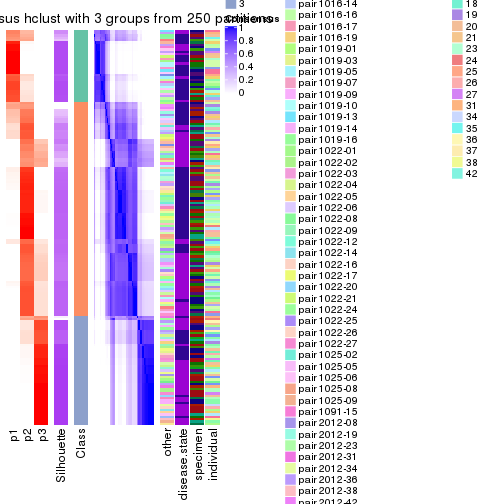 sus hclust with 3 groups from 250 partitions
1
0.8
0.6
0.4
0.2
0
p1
p2
p3
Silhouette
Class
other
disease.state
specimen
individual
3
pair1016-14
pair1016-16
pair1016-17
pair1016-19
pair1019-01
pair1019-03
pair1019-05
pair1019-07
pair1019-09
pair1019-10
pair1019-13
pair1019-14
pair1019-16
pair1022-01
pair1022-02
pair1022-03
pair1022-04
pair1022-05
pair1022-06
pair1022-08
pair1022-09
pair1022-12
pair1022-14
pair1022-16
pair1022-17
pair1022-20
pair1022-21
pair1022-24
pair1022-25
pair1022-26
pair1022-27
pair1025-02
pair1025-05
pair1025-06
pair1025-08
pair1025-09
pair1091-15
pair2012-08
pair2012-19
pair2012-23
pair2012-31
pair2012-34
pair2012-36
pair2012-38
pair2012-42
18
19
20
21
23
24
25
26
27
31
34
35
36
37
38
42